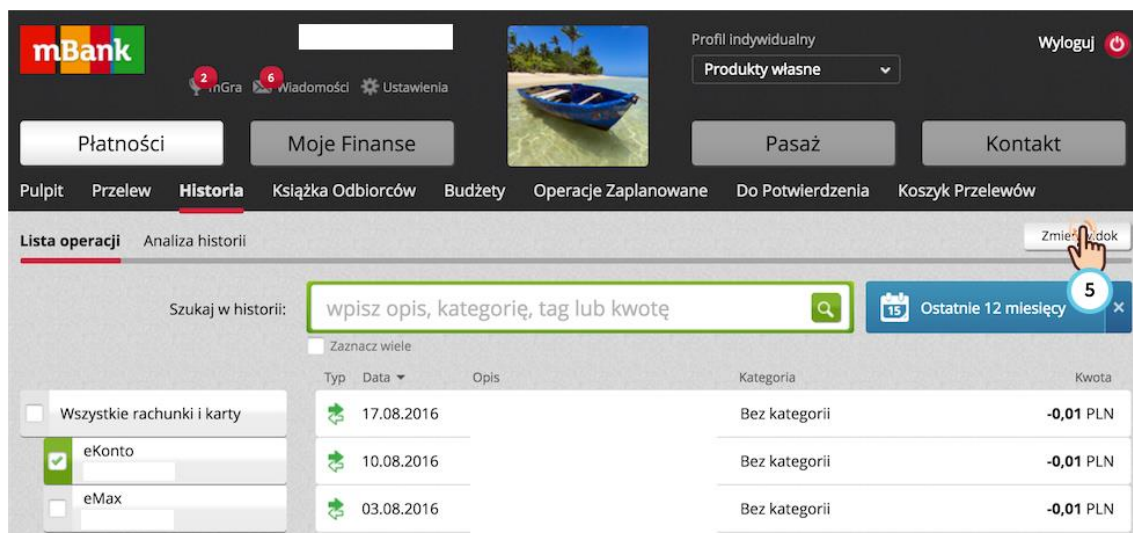 mBank
Profil indywidualny
Wyloguj
Produkty własne
2
6
mGra Wiadomości Ustawienia
Płatności Moje Finanse Pasaż Kontakt
Pulpit Przelew Historia Książka Odbiorców Budżety Operacje Zaplanowane Do Potwierdzenia Koszyk Przelewów
Lista operacji Analiza historii
5
Szukaj w historii: wpisz opis, kategorię, tag lub kwotę 15 Ostatnie 12 miesięcy ×
Zaznacz wiele
Typ Data Opis Kategoria Kwota
Wszystkie rachunki i karty 17.08.2016 Bez kategorii -0,01 PLN
eKonto 10.08.2016 Bez kategorii -0,01 PLN
eMax 03.08.2016 Bez kategorii -0,01 PLN